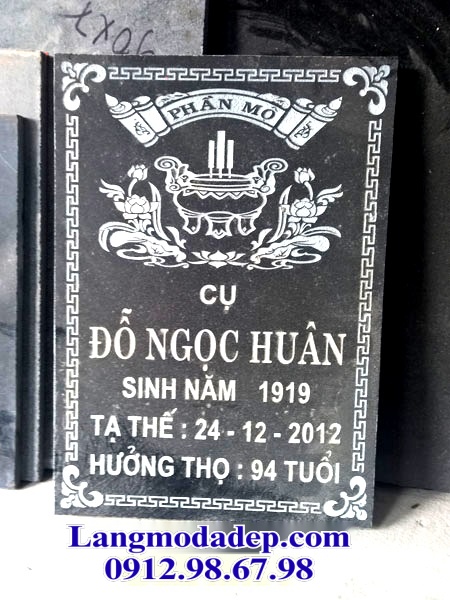 40x6
PHẦN MỘ
CỤ
ĐỖ NGỌC HUÂN
SINH NĂM 1919
TẠ THẾ : 24 - 12 - 2012
HƯỞNG THỌ : 94 TUỔI
Langmodadep.com
0912.98.67.98